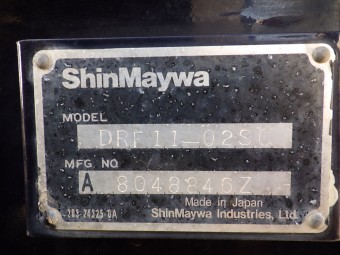 ShinMaywa
MODEL
DRF11-02SC
MFG NO
A 8048846Z
Made in Japan
ShinMaywa Industries, Ltd.